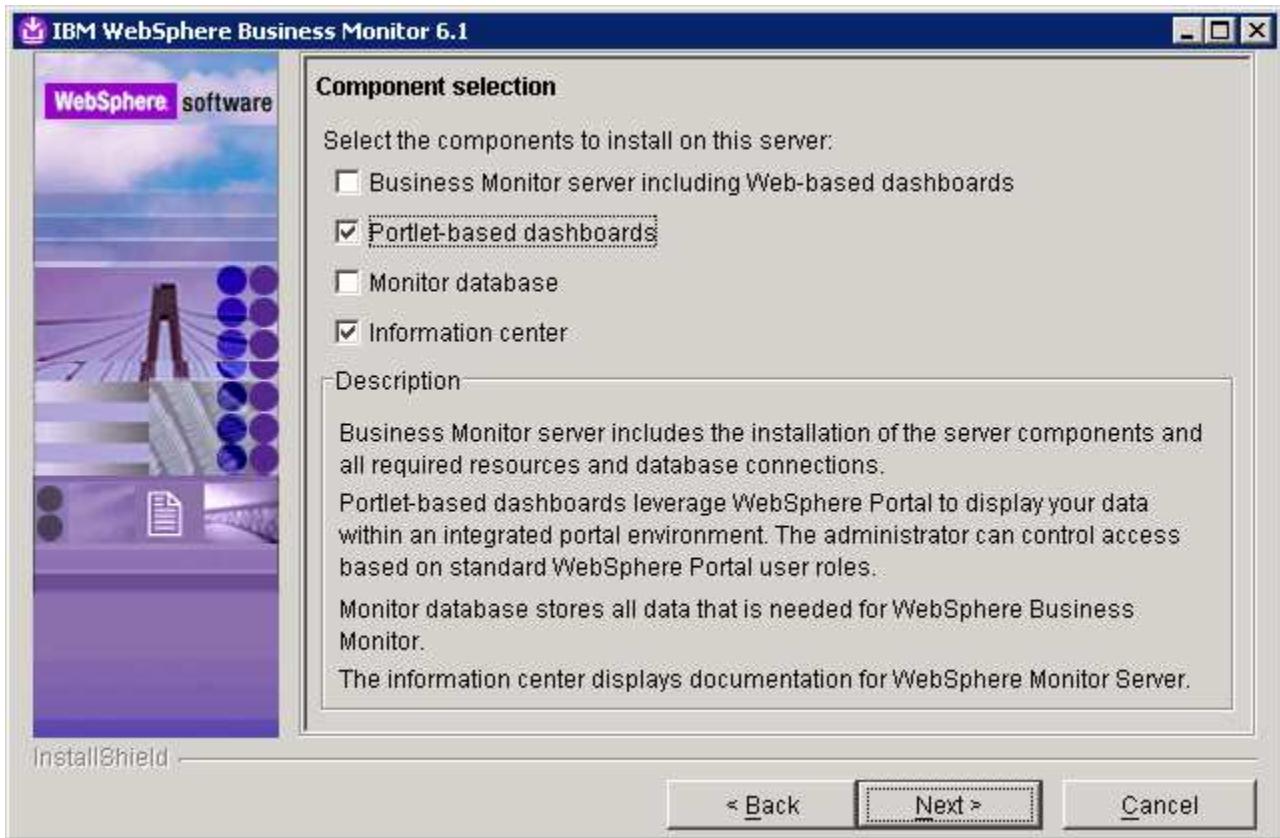 IBM WebSphere Business Monitor 6.1
WebSphere software
Component selection
Select the components to install on this server:
Business Monitor server including Web-based dashboards
Portlet-based dashboards
Monitor database
Information center
Description
Business Monitor server includes the installation of the server components and
all required resources and database connections.
Portlet-based dashboards leverage WebSphere Portal to display your data
within an integrated portal environment. The administrator can control access
based on standard WebSphere Portal user roles.
Monitor database stores all data that is needed for WebSphere Business
Monitor.
The information center displays documentation for WebSphere Monitor Server.
InstallShield
< Back Next > Cancel